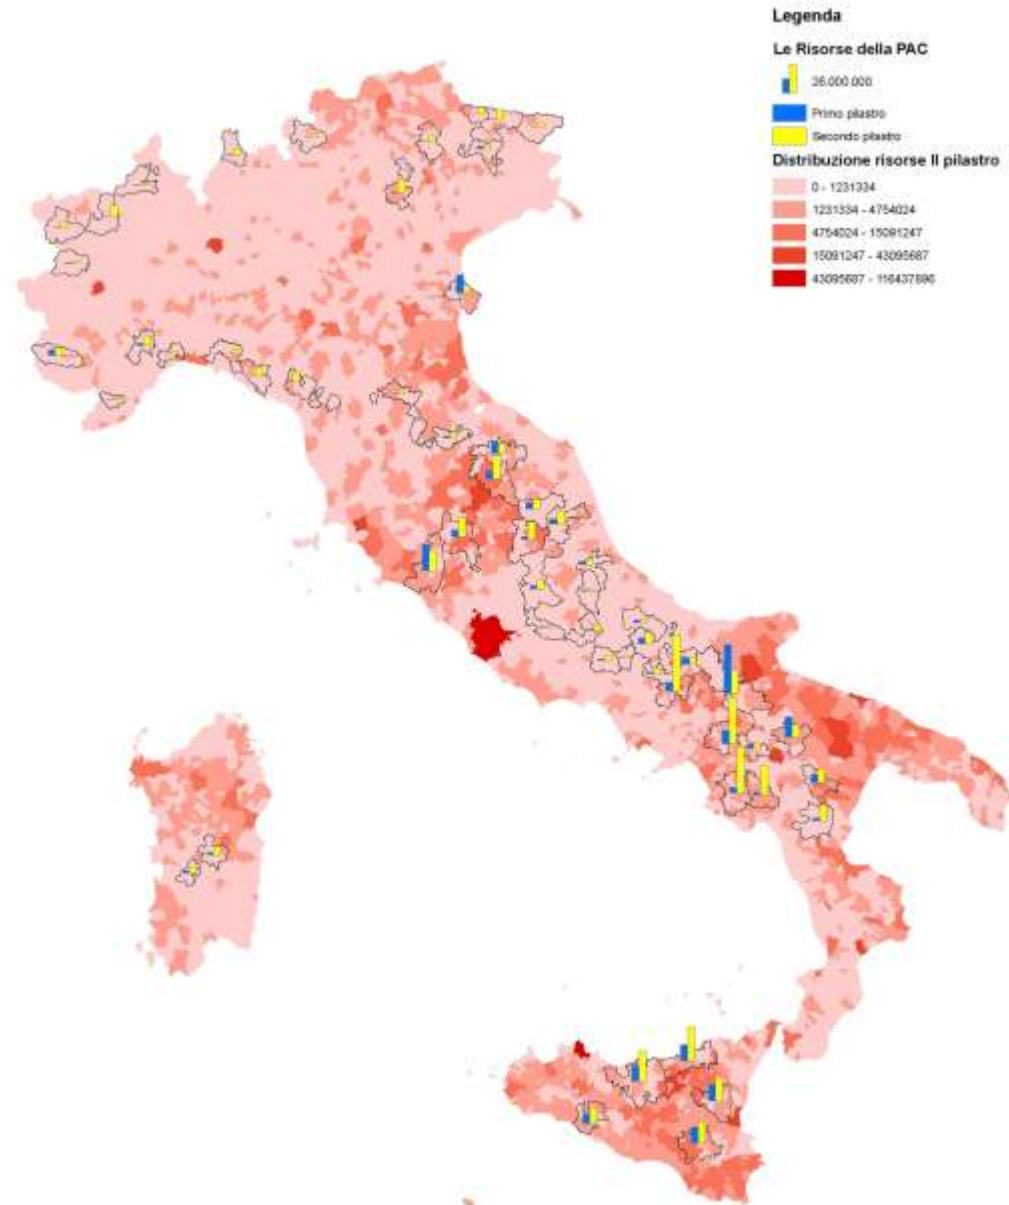 Legenda
Le Risorse della PAC
26.000.000
Primo pilastro
Secondo pilastro
Distribuzione risorse II pilastro
0 - 1231334
1231334 - 4754024
4754024 - 15091247
15091247 - 43095687
43095687 - 116437896